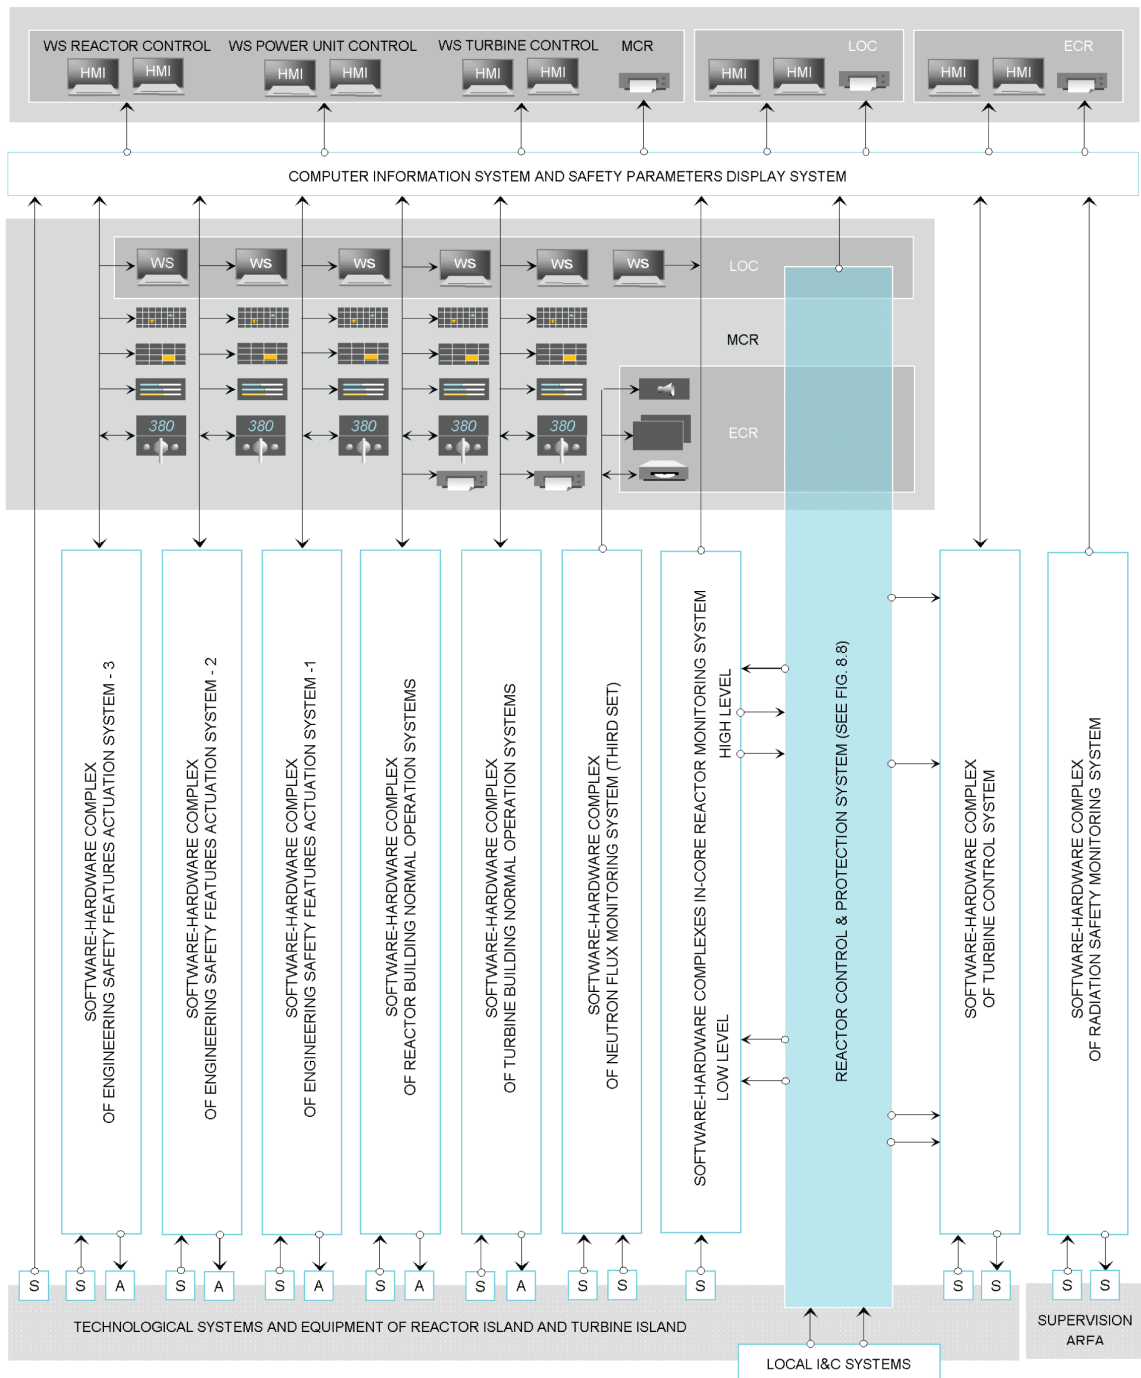 WS REACTOR CONTROL
WS POWER UNIT CONTROL
WS TURBINE CONTROL
MCR
LOC
ECR
HMI
HMI
HMI
HMI
HMI
HMI
HMI
HMI
HMI
HMI
COMPUTER INFORMATION SYSTEM AND SAFETY PARAMETERS DISPLAY SYSTEM
WS
WS
WS
WS
WS
WS
LOC
MCR
380
380
380
380
380
ECR
SOFTWARE-HARDWARE COMPLEX
OF ENGINEERING SAFETY FEATURES ACTUATION SYSTEM - 3
SOFTWARE-HARDWARE COMPLEX
OF ENGINEERING SAFETY FEATURES ACTUATION SYSTEM - 2
SOFTWARE-HARDWARE COMPLEX
OF ENGINEERING SAFETY FEATURES ACTUATION SYSTEM -1
SOFTWARE-HARDWARE COMPLEX
OF REACTOR BUILDING NORMAL OPERATION SYSTEMS
SOFTWARE-HARDWARE COMPLEX
OF TURBINE BUILDING NORMAL OPERATION SYSTEMS
SOFTWARE-HARDWARE COMPLEX
OF NEUTRON FLUX MONITORING SYSTEM (THIRD SET)
SOFTWARE-HARDWARE COMPLEXES IN-CORE REACTOR MONITORING SYSTEM
LOW LEVEL
HIGH LEVEL
REACTOR CONTROL & PROTECTION SYSTEM (SEE FIG. 8.8)
SOFTWARE-HARDWARE COMPLEX
OF TURBINE CONTROL SYSTEM
SOFTWARE-HARDWARE COMPLEX
OF RADIATION SAFETY MONITORING SYSTEM
S
S
A
S
A
S
A
S
A
S
A
S
S
S
S
S
S
S
TECHNOLOGICAL SYSTEMS AND EQUIPMENT OF REACTOR ISLAND AND TURBINE ISLAND
SUPERVISION
AREA
LOCAL I&C SYSTEMS